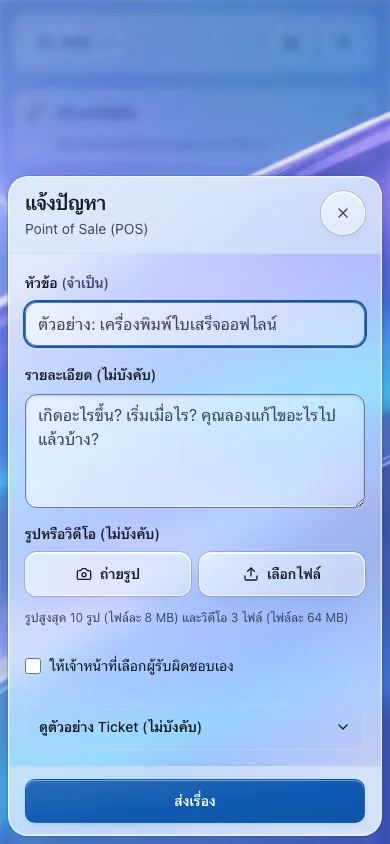 แจ้งปัญหา
Point of Sale (POS)
หัวข้อ (จำเป็น)
ตัวอย่าง: เครื่องพิมพ์ใบเสร็จออฟไลน์
รายละเอียด (ไม่บังคับ)
เกิดอะไรขึ้น? เริ่มเมื่อไร? คุณลองแก้ไขอะไรไป
แล้วบ้าง?
รูปหรือวิดีโอ (ไม่บังคับ)
ถ่ายรูป
เลือกไฟล์
รูปสูงสุด 10 รูป (ไฟล์ละ 8 MB) และวิดีโอ 3 ไฟล์ (ไฟล์ละ 64 MB)
ให้เจ้าหน้าที่เลือกผู้รับผิดชอบเอง
ดูตัวอย่าง Ticket (ไม่บังคับ)
ส่งเรื่อง